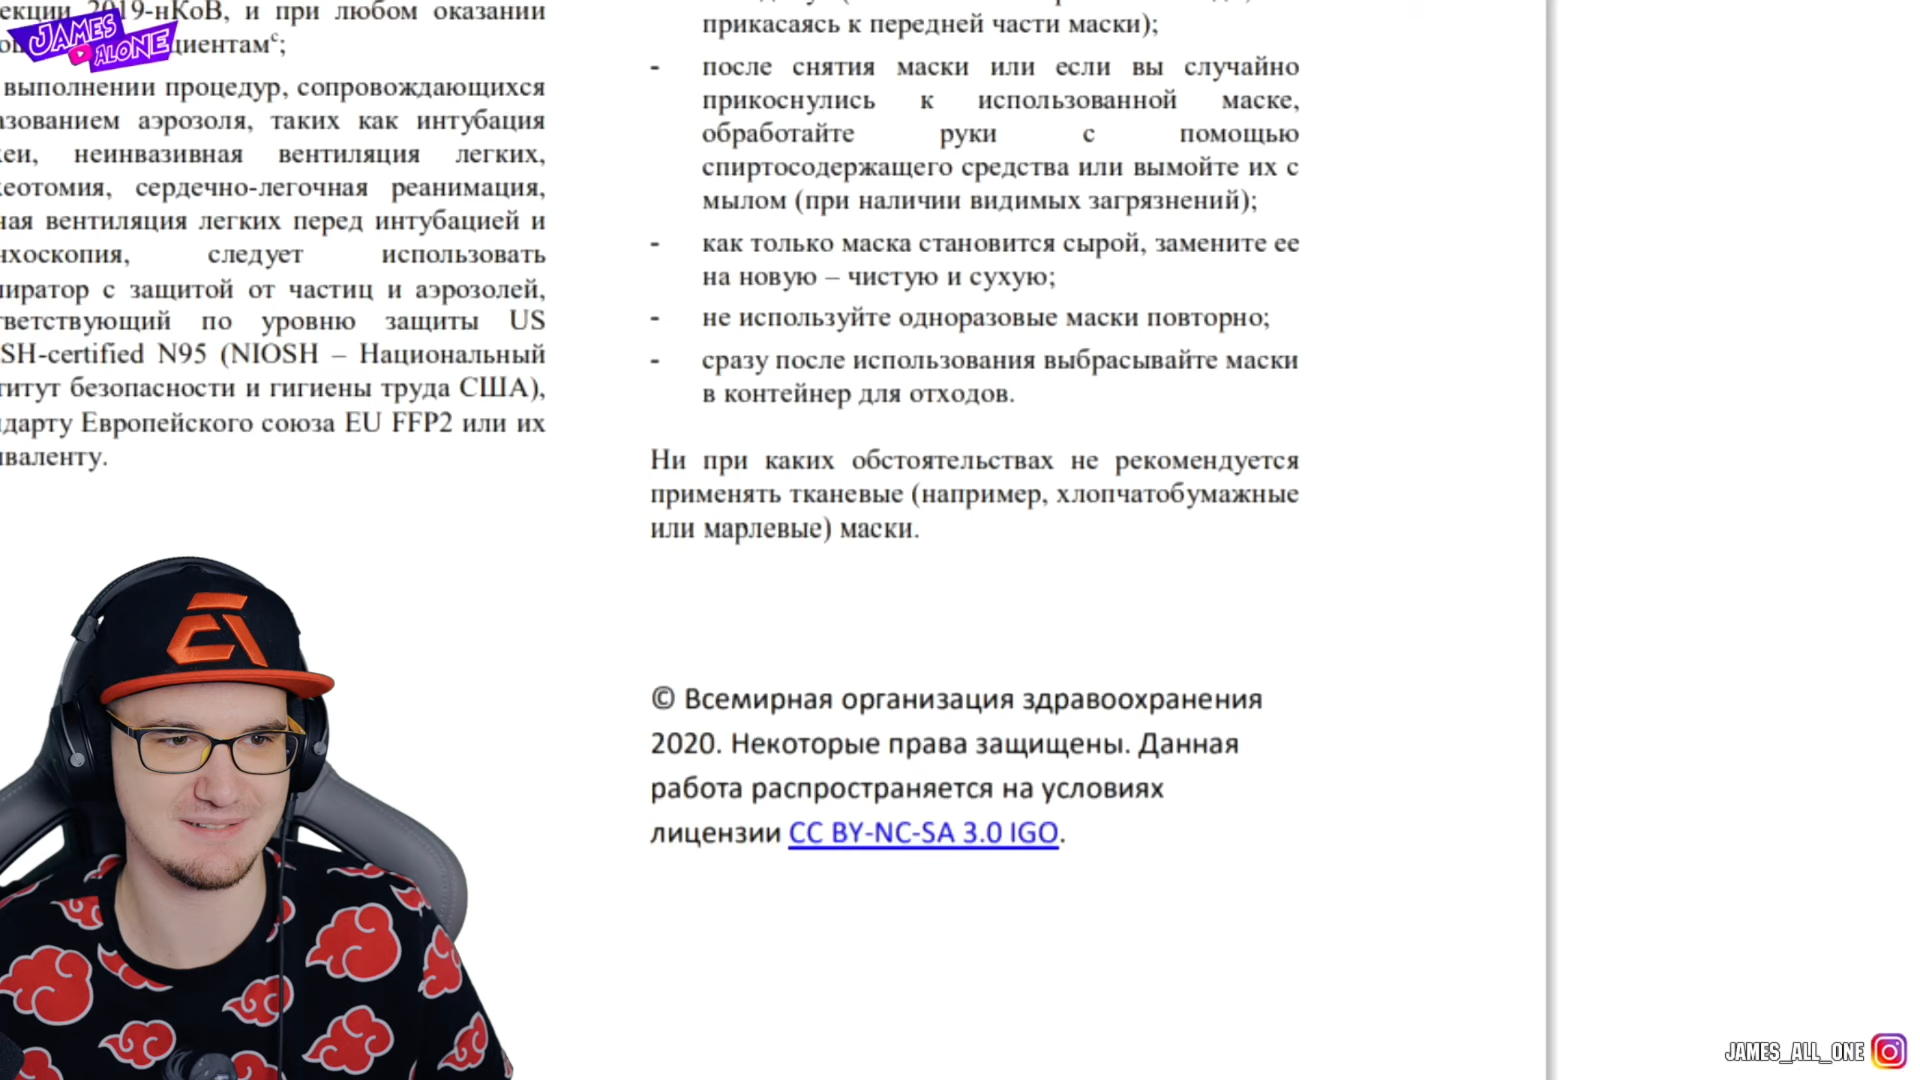 JAMES
ALONE
2019-нКоВ, и при любом оказании
выполнении процедур, сопровождающихся
аэрозоля, таких как интубация
неинвазивная вентиляция легких,
сердечно-легочная реанимация,
вентиляция легких перед интубацией и
следует использовать
с защитой от частиц и аэрозолей,
по уровню защиты US
SH-certified N95 (NIOSH – Национальный
безопасности и гигиены труда США),
Европейского союза EU FFP2 или их
прикасаясь к передней части маски);
- после снятия маски или если вы случайно
прикоснулись к использованной маске,
обработайте руки с помощью
спиртосодержащего средства или вымойте их с
мылом (при наличии видимых загрязнений);
- как только маска становится сырой, замените ее
на новую – чистую и сухую;
- не используйте одноразовые маски повторно;
- сразу после использования выбрасывайте маски
в контейнер для отходов.
Ни при каких обстоятельствах не рекомендуется
применять тканевые (например, хлопчатобумажные
или марлевые) маски.
© Всемирная организация здравоохранения
2020. Некоторые права защищены. Данная
работа распространяется на условиях
лицензии CC BY-NC-SA 3.0 IGO.
JAMES_ALL_ONE